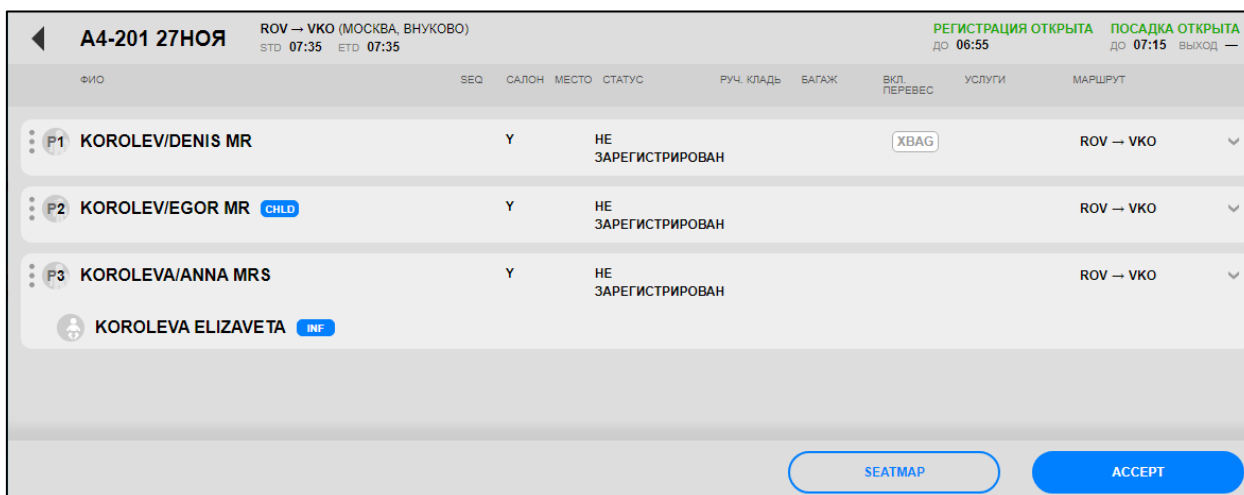 А4-201 27НОЯ ROV → VKO (МОСКВА, ВНУКОВО) РЕГИСТРАЦИЯ ОТКРЫТА ПОСАДКА ОТКРЫТА
STD 07:35 ETD 07:35 ДО 06:55 ДО 07:15 ВЫХОД —
ФИО SEQ САЛОН МЕСТО СТАТУС РУЧ. КЛАДЬ БАГАЖ ВКЛ. ПЕРЕВЕС УСЛУГИ МАРШРУТ
P1 KOROLEV/DENIS MR Y НЕ ЗАРЕГИСТРИРОВАН XBAG ROV → VKO
P2 KOROLEV/EGOR MR CHLD Y НЕ ЗАРЕГИСТРИРОВАН ROV → VKO
P3 KOROLEVA/ANNA MRS Y НЕ ЗАРЕГИСТРИРОВАН ROV → VKO
KOROLEVA ELIZAVETA INF
SEATMAP ACCEPT